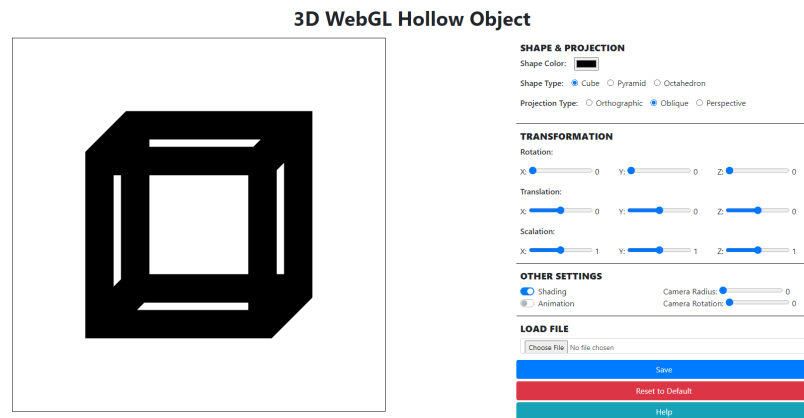 3D WebGL Hollow Object
SHAPE & PROJECTION
Shape Color:
Shape Type: Cube Pyramid Octahedron
Projection Type: Orthographic Oblique Perspective
TRANSFORMATION
Rotation:
X: 0 Y: 0 Z: 0
Translation:
X: 0 Y: 0 Z: 0
Scalation:
X: 1 Y: 1 Z: 1
OTHER SETTINGS
Shading Camera Radius: 0
Animation Camera Rotation: 0
LOAD FILE
Choose File No file chosen
Save
Reset to Default
Help